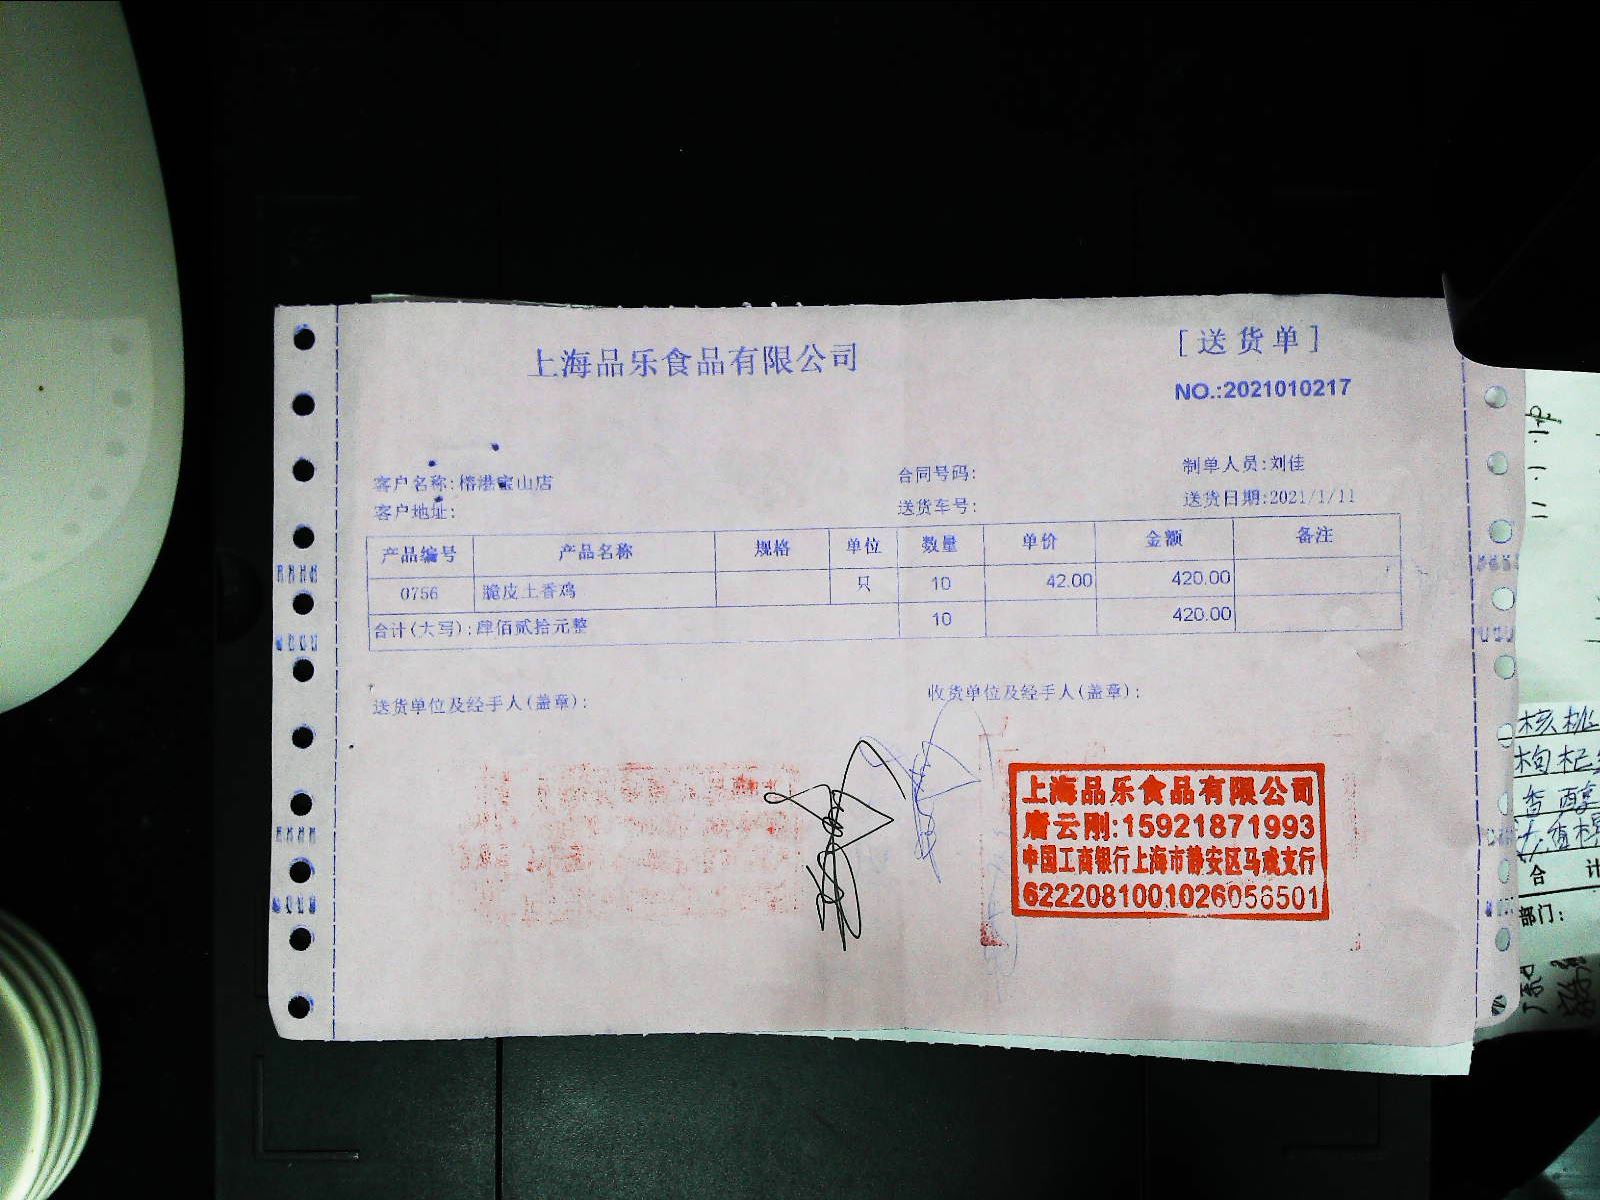 上海品乐食品有限公司
[送货单]
NO.:2021010217
客户名称:榕港宝山店
合同号码:
制单人员:刘佳
客户地址:
送货车号:
送货日期:2021/1/11
产品编号 产品名称 规格 单位 数量 单价 金额 备注
0756 脆皮土香鸡 只 10 42.00 420.00
合计(大写):肆佰贰拾元整 10 420.00
送货单位及经手人(盖章):
收货单位及经手人(盖章):
上海品乐食品有限公司
唐云刚:15921871993
中国工商银行上海市静安区马戏支行
6222081001026056501
核桃
枸杞
香醇
合 计
部门: